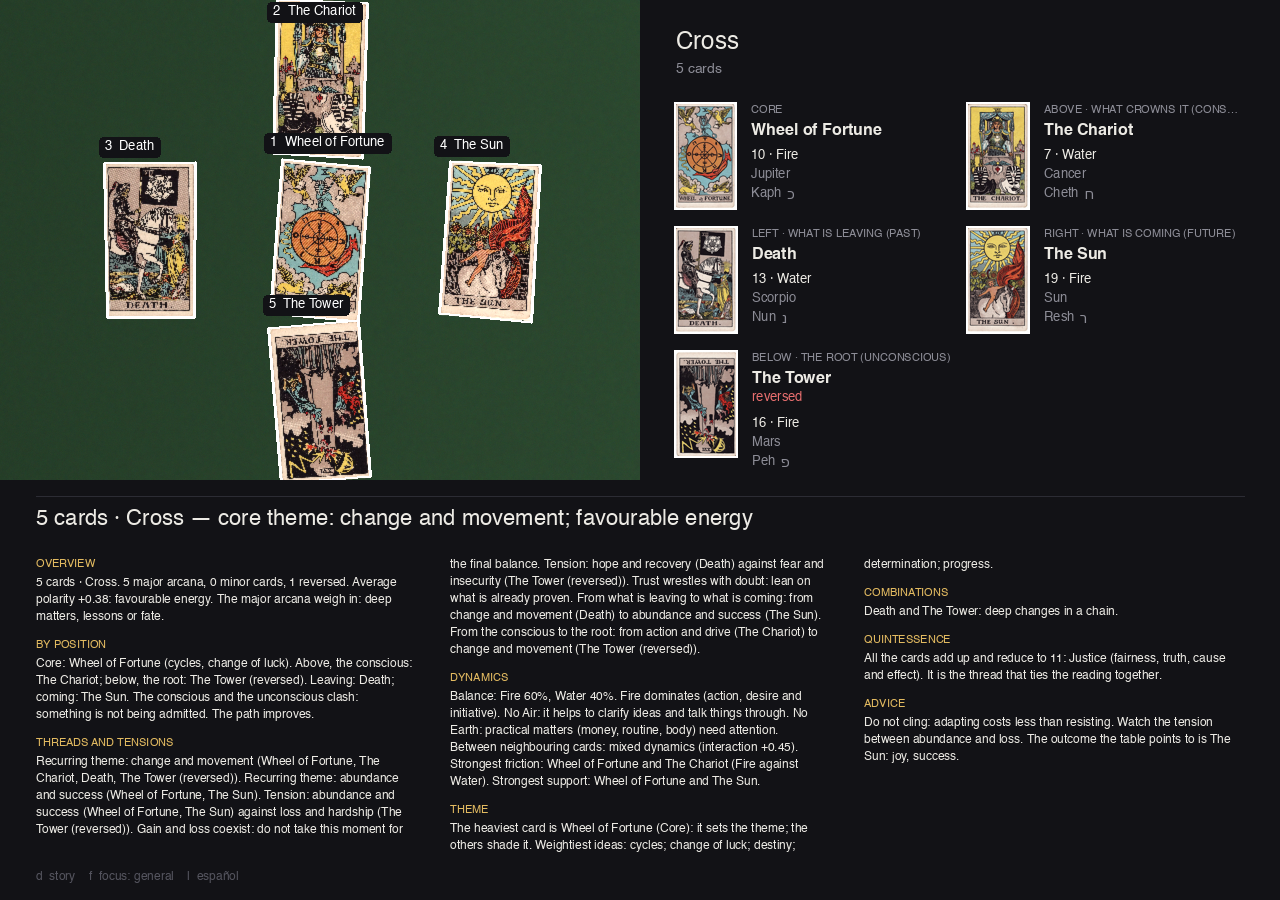 2 The Chariot
3 Death
1 Wheel of Fortune
4 The Sun
5 The Tower
DEATH.
THE SUN .
THE TOWER.
Cross
5 cards
CORE
Wheel of Fortune
10 · Fire
Jupiter
Kaph כ
WHEEL of FORTUNE
ABOVE · WHAT CROWNS IT (CONS…
The Chariot
7 · Water
Cancer
Cheth ח
THE CHARIOT.
LEFT · WHAT IS LEAVING (PAST)
Death
13 · Water
Scorpio
Nun נ
DEATH.
RIGHT · WHAT IS COMING (FUTURE)
The Sun
19 · Fire
Sun
Resh ר
THE SUN .
BELOW · THE ROOT (UNCONSCIOUS)
The Tower
reversed
16 · Fire
Mars
Peh פ
THE TOWER.
5 cards · Cross — core theme: change and movement; favourable energy
OVERVIEW
5 cards · Cross. 5 major arcana, 0 minor cards, 1 reversed. Average
polarity +0.38: favourable energy. The major arcana weigh in: deep
matters, lessons or fate.
BY POSITION
Core: Wheel of Fortune (cycles, change of luck). Above, the conscious:
The Chariot; below, the root: The Tower (reversed). Leaving: Death;
coming: The Sun. The conscious and the unconscious clash:
something is not being admitted. The path improves.
THREADS AND TENSIONS
Recurring theme: change and movement (Wheel of Fortune, The
Chariot, Death, The Tower (reversed)). Recurring theme: abundance
and success (Wheel of Fortune, The Sun). Tension: abundance and
success (Wheel of Fortune, The Sun) against loss and hardship (The
Tower (reversed)). Gain and loss coexist: do not take this moment for
the final balance. Tension: hope and recovery (Death) against fear and
insecurity (The Tower (reversed)). Trust wrestles with doubt: lean on
what is already proven. From what is leaving to what is coming: from
change and movement (Death) to abundance and success (The Sun).
From the conscious to the root: from action and drive (The Chariot) to
change and movement (The Tower (reversed)).
DYNAMICS
Balance: Fire 60%, Water 40%. Fire dominates (action, desire and
initiative). No Air: it helps to clarify ideas and talk things through. No
Earth: practical matters (money, routine, body) need attention.
Between neighbouring cards: mixed dynamics (interaction +0.45).
Strongest friction: Wheel of Fortune and The Chariot (Fire against
Water). Strongest support: Wheel of Fortune and The Sun.
THEME
The heaviest card is Wheel of Fortune (Core): it sets the theme; the
others shade it. Weightiest ideas: cycles; change of luck; destiny;
determination; progress.
COMBINATIONS
Death and The Tower: deep changes in a chain.
QUINTESSENCE
All the cards add up and reduce to 11: Justice (fairness, truth, cause
and effect). It is the thread that ties the reading together.
ADVICE
Do not cling: adapting costs less than resisting. Watch the tension
between abundance and loss. The outcome the table points to is The
Sun: joy, success.
d story f focus: general l español